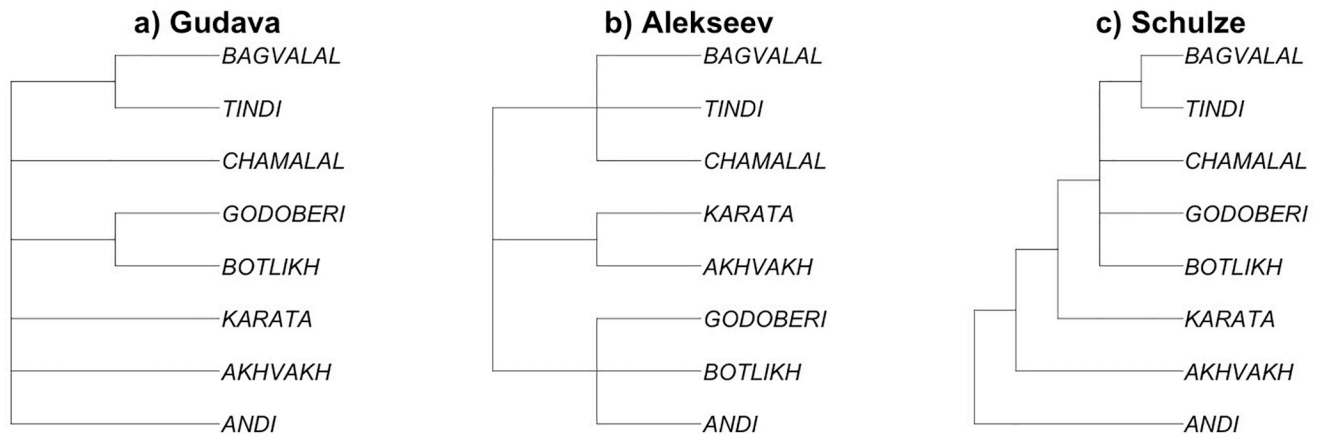 a) Gudava
BAGVALAL
TINDI
CHAMALAL
GODOBERI
BOTLIKH
KARATA
AKHVAKH
ANDI
b) Alekseev
BAGVALAL
TINDI
CHAMALAL
KARATA
AKHVAKH
GODOBERI
BOTLIKH
ANDI
c) Schulze
BAGVALAL
TINDI
CHAMALAL
GODOBERI
BOTLIKH
KARATA
AKHVAKH
ANDI